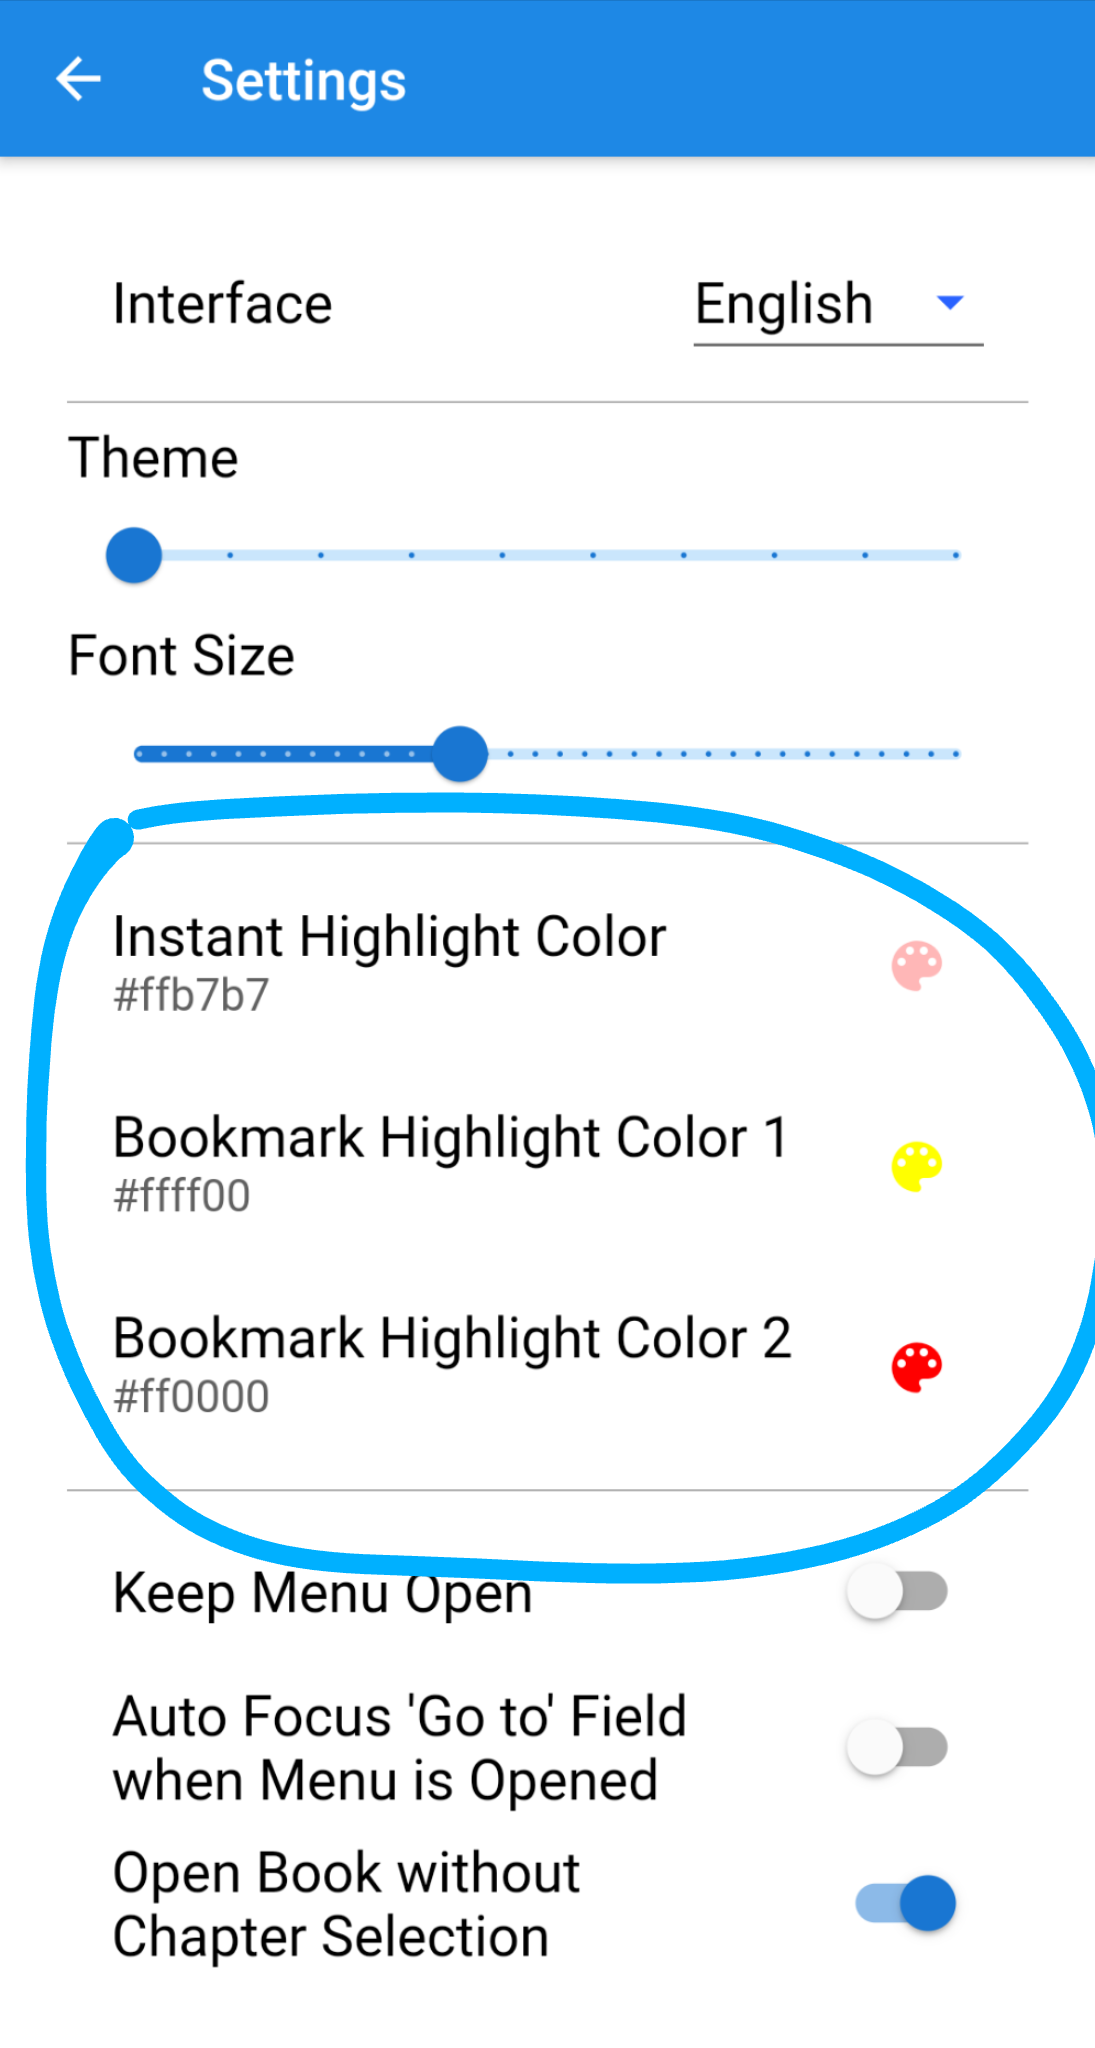 Settings
Interface English
Theme
Font Size
Instant Highlight Color
#ffb7b7
Bookmark Highlight Color 1
#ffff00
Bookmark Highlight Color 2
#ff0000
Keep Menu Open
Auto Focus 'Go to' Field
when Menu is Opened
Open Book without
Chapter Selection